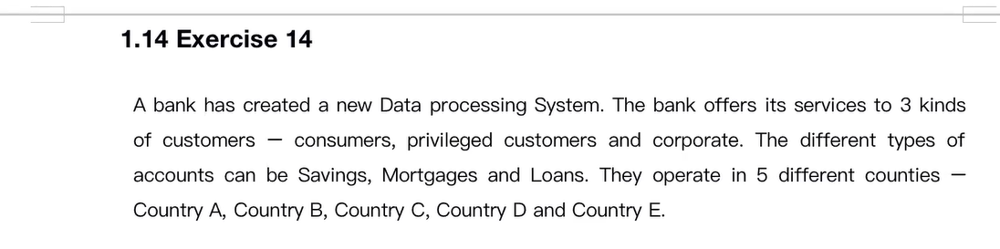 1.14 Exercise 14
A bank has created a new Data processing System. The bank offers its services to 3 kinds
of customers — consumers, privileged customers and corporate. The different types of
accounts can be Savings, Mortgages and Loans. They operate in 5 different counties —
Country A, Country B, Country C, Country D and Country E.